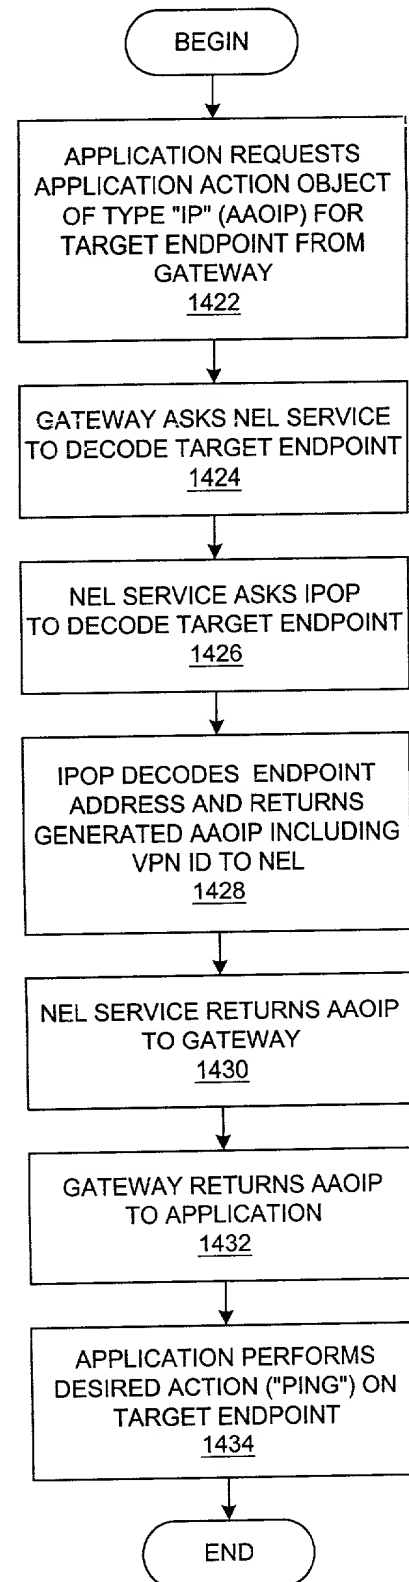 BEGIN
APPLICATION REQUESTS
APPLICATION ACTION OBJECT
OF TYPE "IP" (AAOIP) FOR
TARGET ENDPOINT FROM
GATEWAY
1422
GATEWAY ASKS NEL SERVICE
TO DECODE TARGET ENDPOINT
1424
NEL SERVICE ASKS IPOP
TO DECODE TARGET ENDPOINT
1426
IPOP DECODES ENDPOINT
ADDRESS AND RETURNS
GENERATED AAOIP INCLUDING
VPN ID TO NEL
1428
NEL SERVICE RETURNS AAOIP
TO GATEWAY
1430
GATEWAY RETURNS AAOIP
TO APPLICATION
1432
APPLICATION PERFORMS
DESIRED ACTION ("PING") ON
TARGET ENDPOINT
1434
END